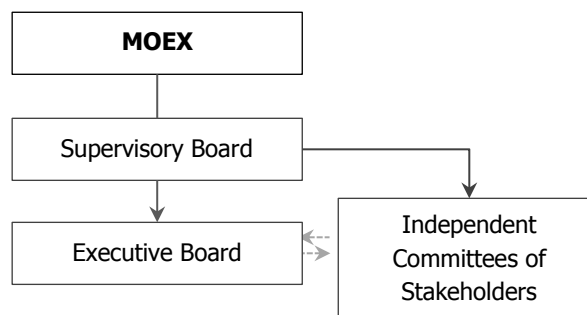 MOEX
Supervisory Board
Executive Board
Independent
Committees of
Stakeholders